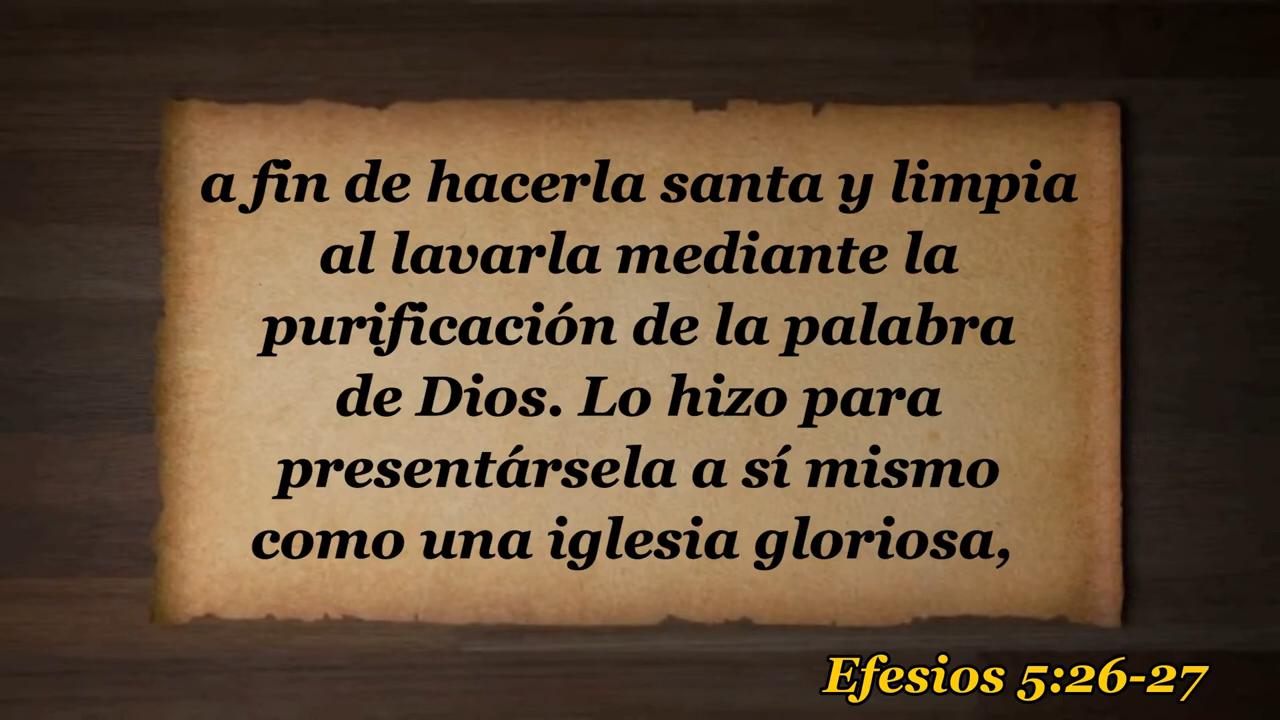 a fin de hacerla santa y limpia
al lavarla mediante la
purificación de la palabra
de Dios. Lo hizo para
presentársela a sí mismo
como una iglesia gloriosa,
Efesios 5:26-27